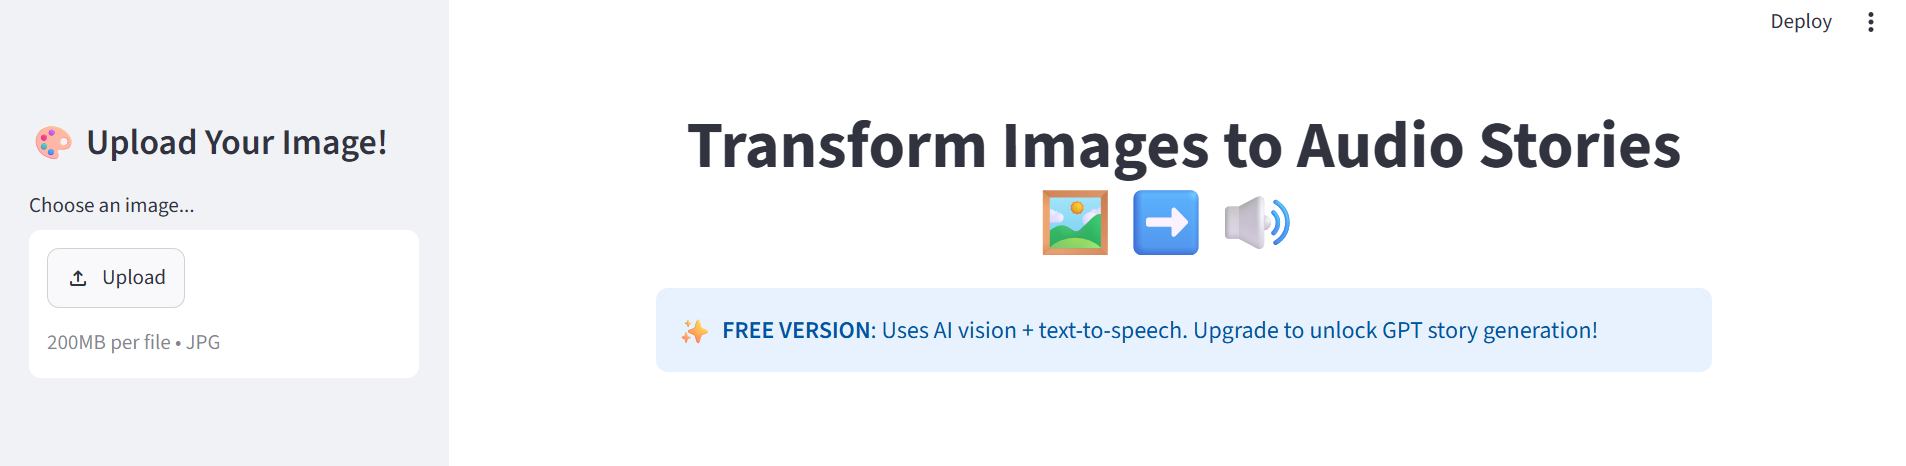 Deploy
🎨 Upload Your Image!
Choose an image...
Upload
200MB per file • JPG
Transform Images to Audio Stories
🖼️ ➡️ 🔊
✨ FREE VERSION: Uses AI vision + text-to-speech. Upgrade to unlock GPT story generation!